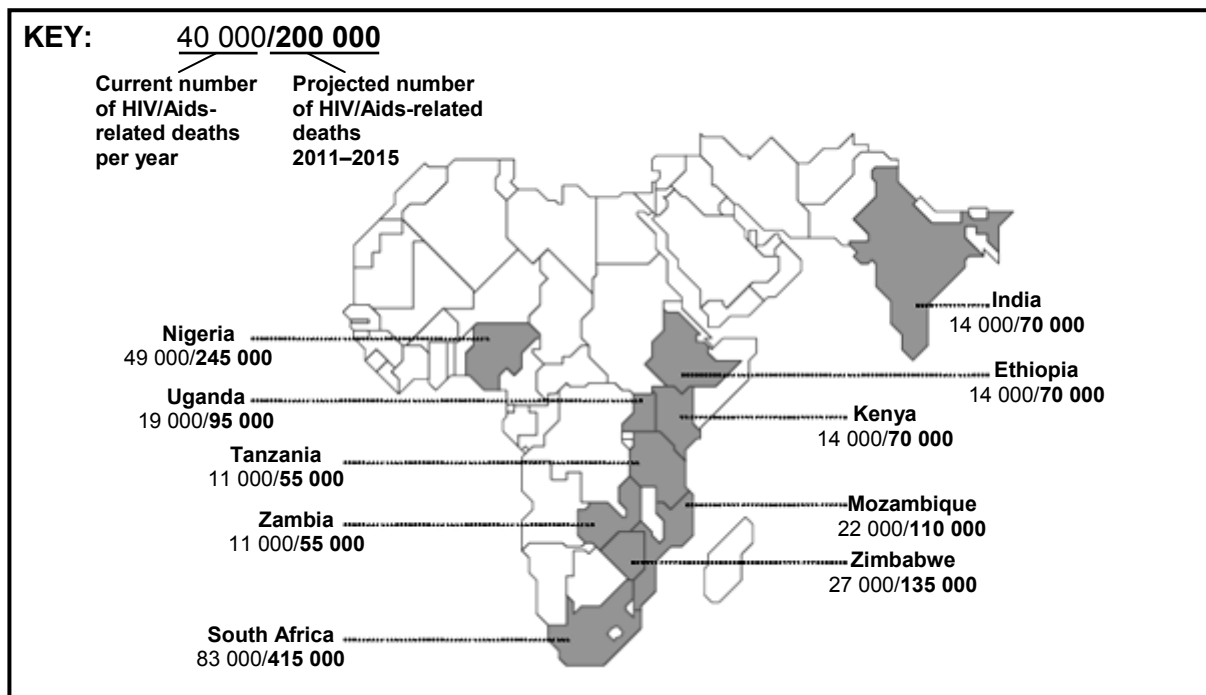 KEY: 40 000/200 000
Current number
of HIV/Aids-
related deaths
per year
Projected number
of HIV/Aids-related
deaths
2011–2015
India
14 000/70 000
Nigeria
49 000/245 000
Ethiopia
14 000/70 000
Uganda
19 000/95 000
Kenya
14 000/70 000
Tanzania
11 000/55 000
Mozambique
22 000/110 000
Zambia
11 000/55 000
Zimbabwe
27 000/135 000
South Africa
83 000/415 000